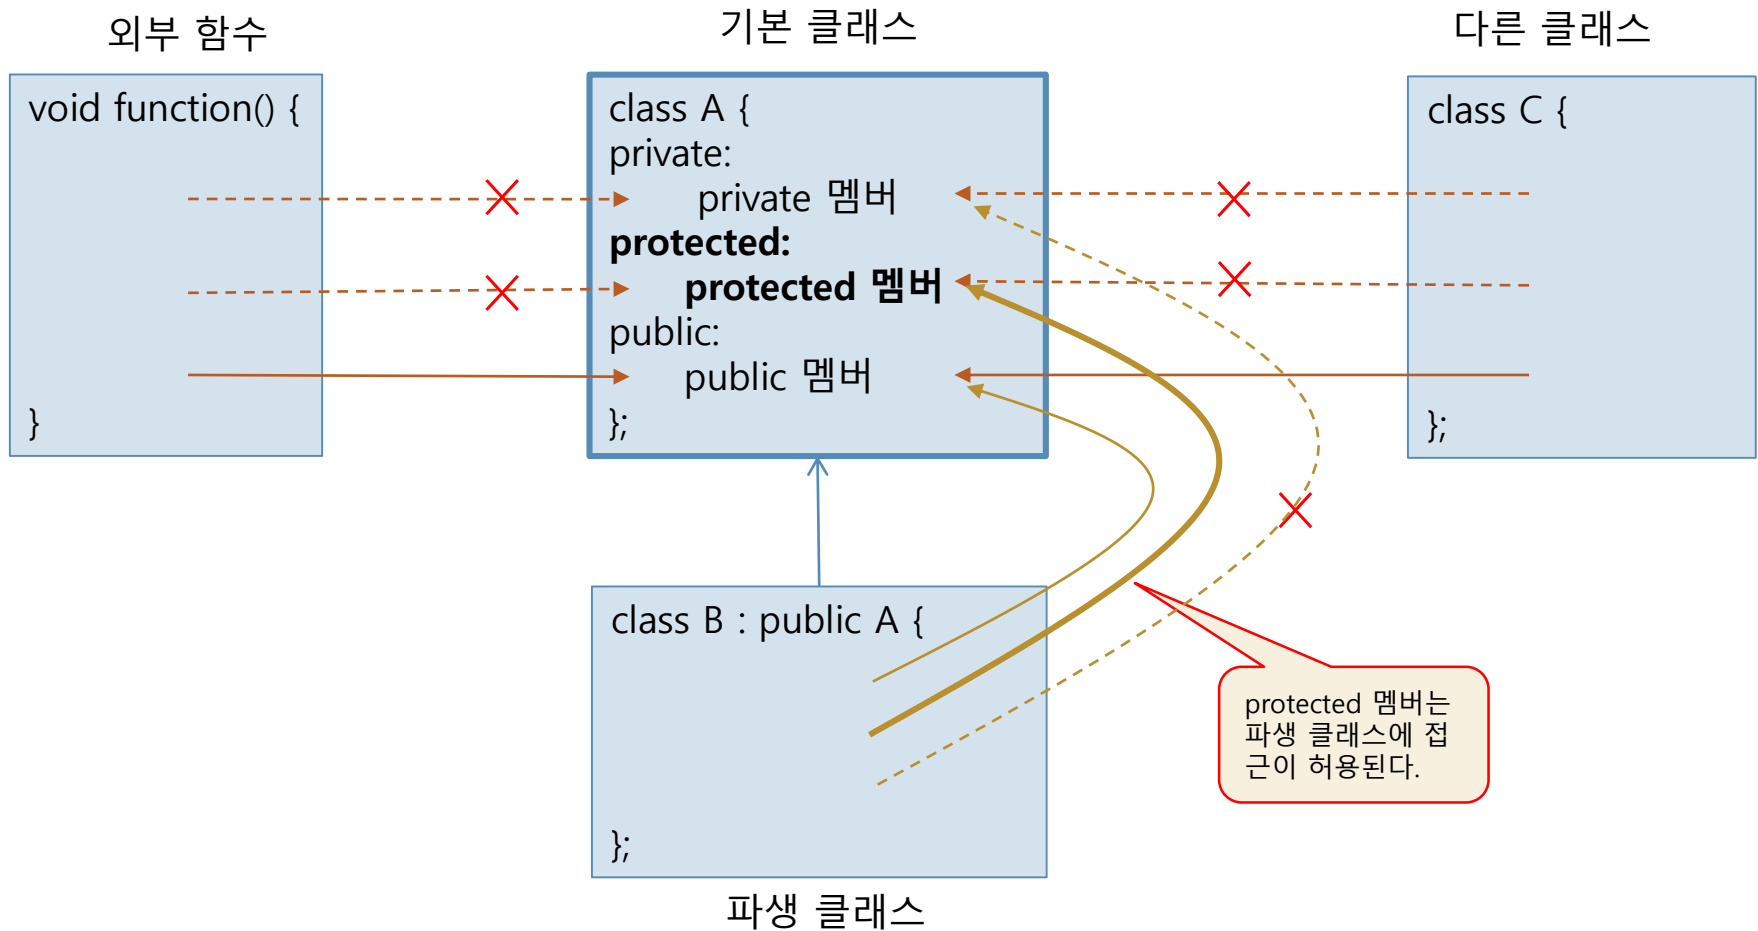 외부 함수
기본 클래스
다른 클래스
void function() {
}
class A {
private:
private 멤버
protected:
protected 멤버
public:
public 멤버
};
class C {
};
class B : public A {
};
파생 클래스
protected 멤버는
파생 클래스에 접
근이 허용된다.